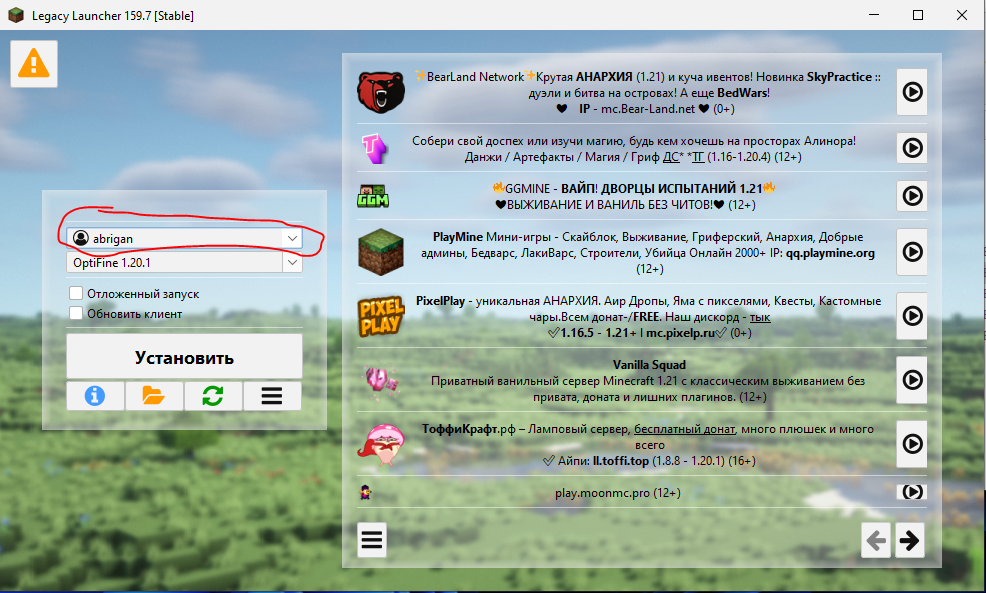 Legacy Launcher 159.7 [Stable]
BearLand Network Крутая АНАРХИЯ (1.21) и куча ивентов! Новинка SkyPractice ::
дуэли и битва на островах! А еще BedWars!
❤ IP - mc.Bear-Land.net ❤ (0+)
Собери свой доспех или изучи магию, будь кем хочешь на просторах Алинора!
Данжи / Артефакты / Магия / Гриф ДС* *ТГ (1.16-1.20.4) (12+)
GGM
🔥GGMINE - ВАЙП! ДВОРЦЫ ИСПЫТАНИЙ 1.21🔥
❤ВЫЖИВАНИЕ И ВАНИЛЬ БЕЗ ЧИТОВ!❤ (12+)
abrigan
OptiFine 1.20.1
Отложенный запуск
Обновить клиент
Установить
PlayMine Мини-игры - Скайблок, Выживание, Гриферский, Анархия, Добрые
админы, Бедварс, ЛакиВарс, Строители, Убийца Онлайн 2000+ IP: qq.playmine.org
(12+)
PIXEL
PLAY
PixelPlay - уникальная АНАРХИЯ. Аир Дропы, Яма с пикселями, Квесты, Кастомные
чары.Всем донат-/FREE. Наш дискорд - тык
✅1.16.5 - 1.21+ | mc.pixelp.ru✅ (0+)
Vanilla Squad
Приватный ванильный сервер Minecraft 1.21 с классическим выживанием без
привата, доната и лишних плагинов. (12+)
ТоффиКрафт.рф – Ламповый сервер, бесплатный донат, много плюшек и много
всего
✅ Айпи: ll.toffi.top (1.8.8 - 1.20.1) (16+)
play.moonmc.pro (12+)